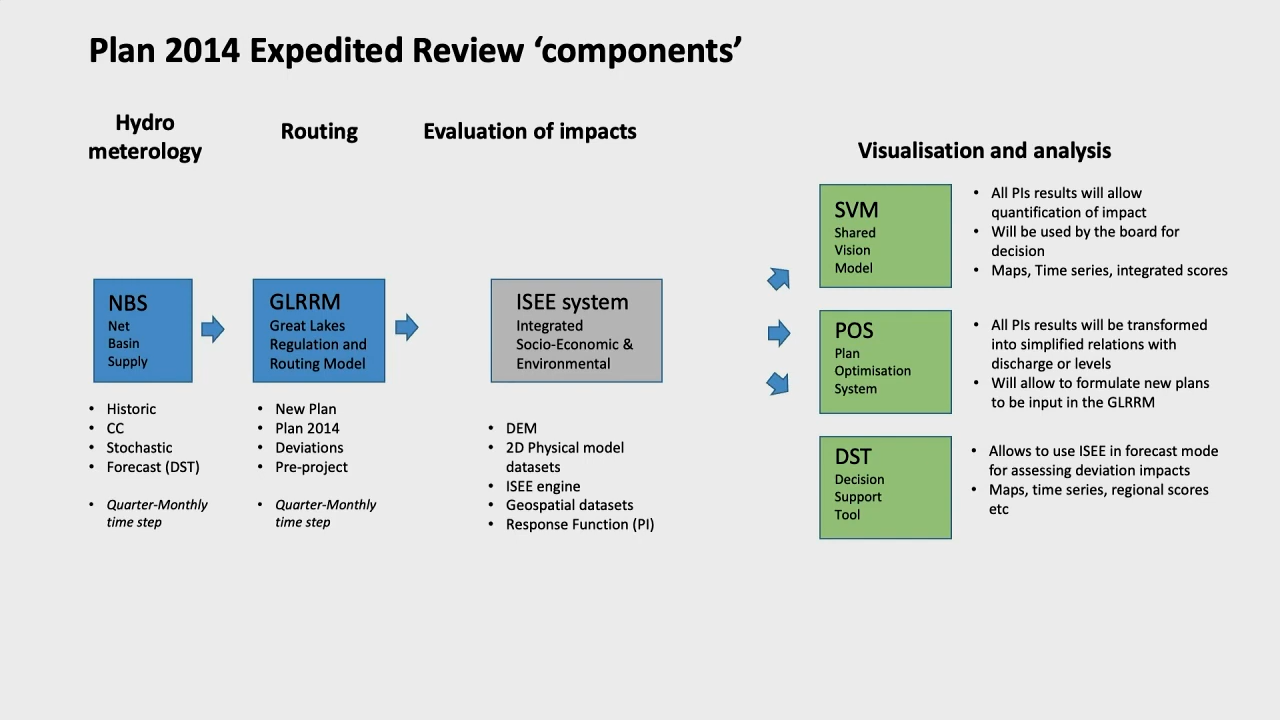 Plan 2014 Expedited Review ‘components’
Hydro
meterology
Routing
Evaluation of impacts
Visualisation and analysis
NBS
Net
Basin
Supply
• Historic
• CC
• Stochastic
• Forecast (DST)
• Quarter-Monthly
time step
GLRRM
Great Lakes
Regulation and
Routing Model
• New Plan
• Plan 2014
• Deviations
• Pre-project
• Quarter-Monthly
time step
ISEE system
Integrated
Socio-Economic &
Environmental
• DEM
• 2D Physical model
datasets
• ISEE engine
• Geospatial datasets
• Response Function (PI)
SVM
Shared
Vision
Model
• All PIs results will allow
quantification of impact
• Will be used by the board for
decision
• Maps, Time series, integrated scores
POS
Plan
Optimisation
System
• All PIs results will be transformed
into simplified relations with
discharge or levels
• Will allow to formulate new plans
to be input in the GLRRM
DST
Decision
Support
Tool
• Allows to use ISEE in forecast mode
for assessing deviation impacts
• Maps, time series, regional scores
etc